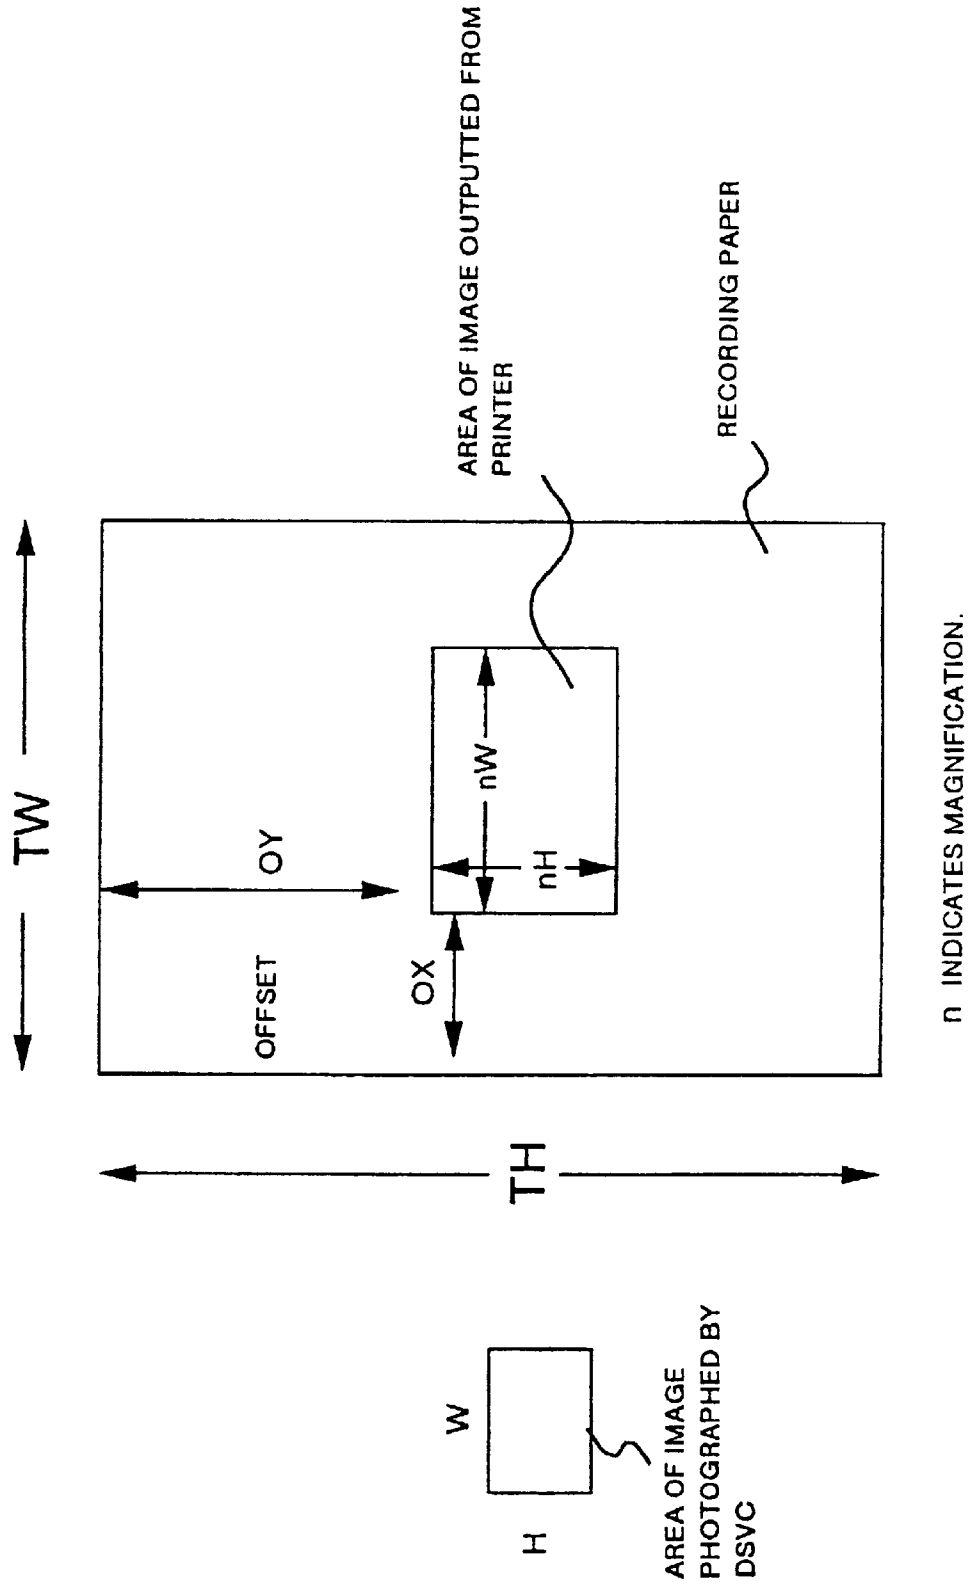 TW
OFFSET
OY
OX
nW
nH
TH
AREA OF IMAGE OUTPUTTED FROM
PRINTER
RECORDING PAPER
W
H
AREA OF IMAGE
PHOTOGRAPHED BY
DSVC
n INDICATES MAGNIFICATION.